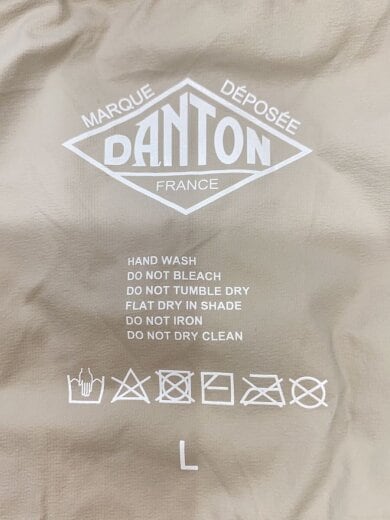 MARQUE DÉPOSÉE
DANTON
FRANCE
HAND WASH
DO NOT BLEACH
DO NOT TUMBLE DRY
FLAT DRY IN SHADE
DO NOT IRON
DO NOT DRY CLEAN
L